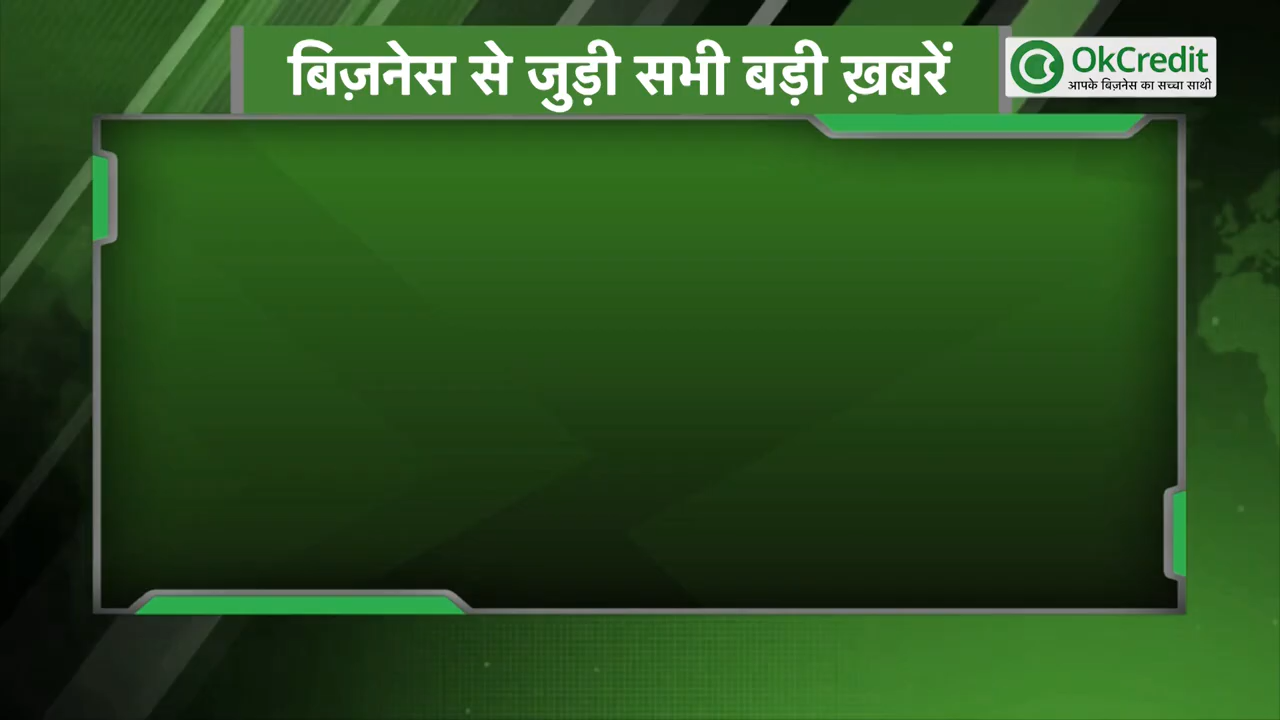 बिज़नेस से जुड़ी सभी बड़ी ख़बरें
OkCredit
आपके बिज़नेस का सच्चा साथी